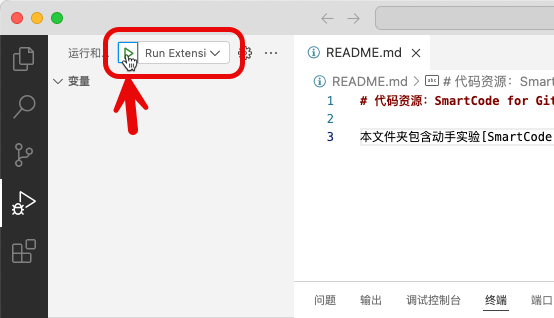 运行和...
Run Extensi
变量
README.md
README.md > # 代码资源：Smart
1 # 代码资源：SmartCode for Git
2
3 本文件夹包含动手实验[SmartCode
问题 输出 调试控制台 终端 端口